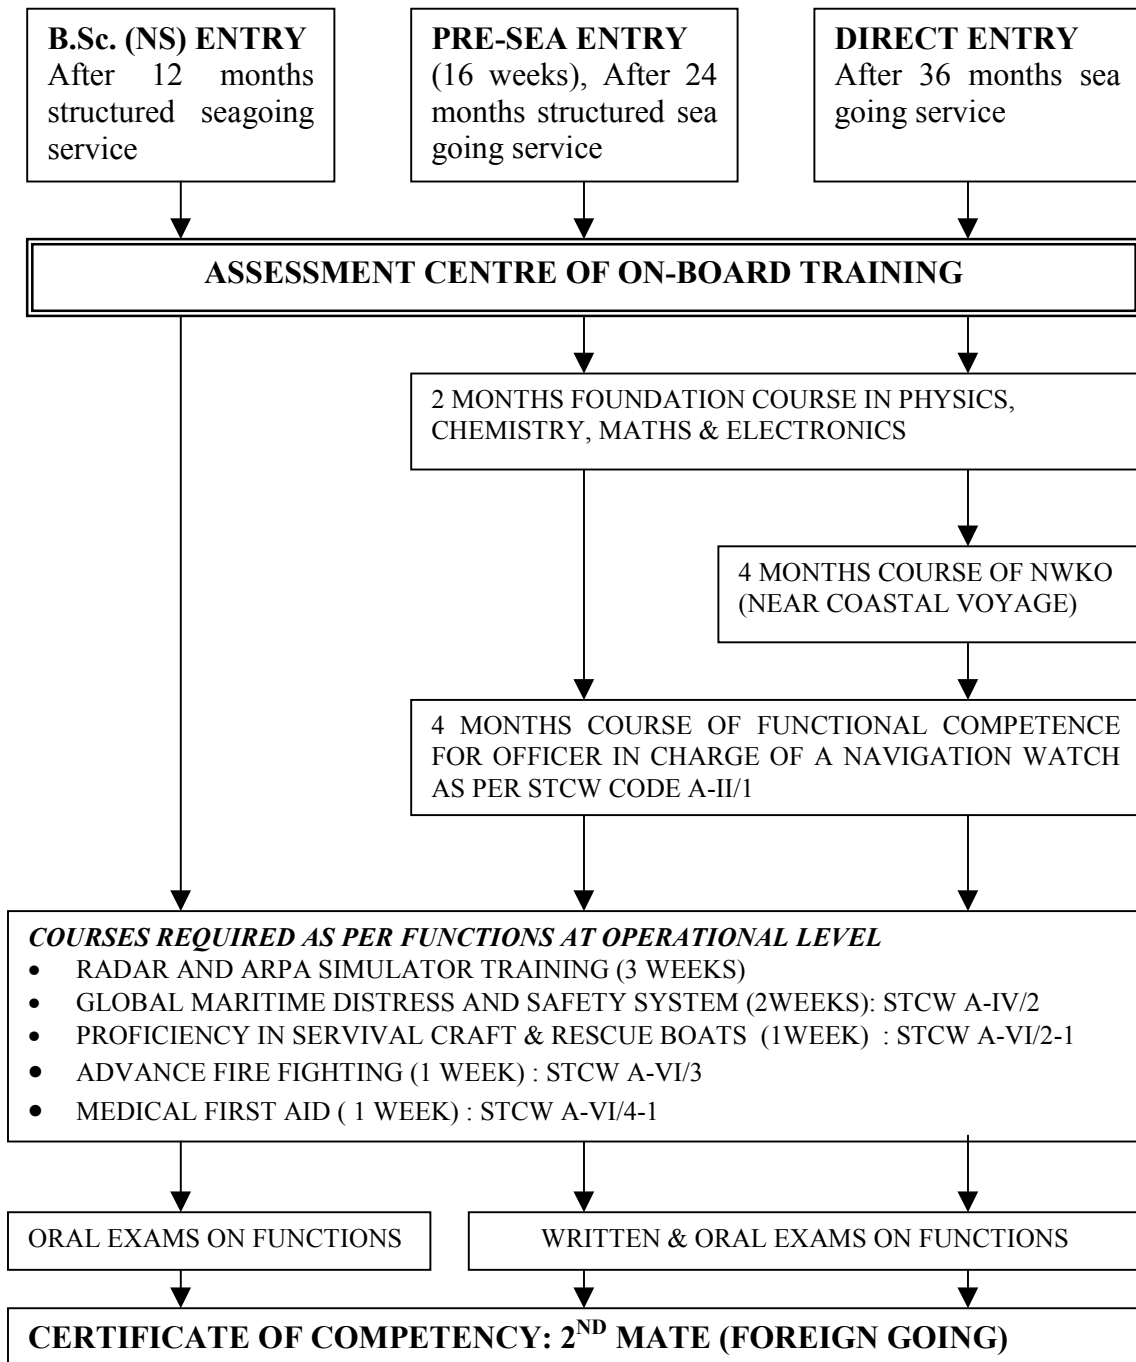 B.Sc. (NS) ENTRY
After 12 months
structured seagoing
service
PRE-SEA ENTRY
(16 weeks), After 24
months structured sea
going service
DIRECT ENTRY
After 36 months sea
going service
ASSESSMENT CENTRE OF ON-BOARD TRAINING
2 MONTHS FOUNDATION COURSE IN PHYSICS,
CHEMISTRY, MATHS & ELECTRONICS
4 MONTHS COURSE OF NWKO
(NEAR COASTAL VOYAGE)
4 MONTHS COURSE OF FUNCTIONAL COMPETENCE
FOR OFFICER IN CHARGE OF A NAVIGATION WATCH
AS PER STCW CODE A-II/1
COURSES REQUIRED AS PER FUNCTIONS AT OPERATIONAL LEVEL
• RADAR AND ARPA SIMULATOR TRAINING (3 WEEKS)
• GLOBAL MARITIME DISTRESS AND SAFETY SYSTEM (2WEEKS): STCW A-IV/2
• PROFICIENCY IN SERVIVAL CRAFT & RESCUE BOATS (1WEEK) : STCW A-VI/2-1
• ADVANCE FIRE FIGHTING (1 WEEK) : STCW A-VI/3
• MEDICAL FIRST AID ( 1 WEEK) : STCW A-VI/4-1
ORAL EXAMS ON FUNCTIONS
WRITTEN & ORAL EXAMS ON FUNCTIONS
CERTIFICATE OF COMPETENCY: 2ND MATE (FOREIGN GOING)